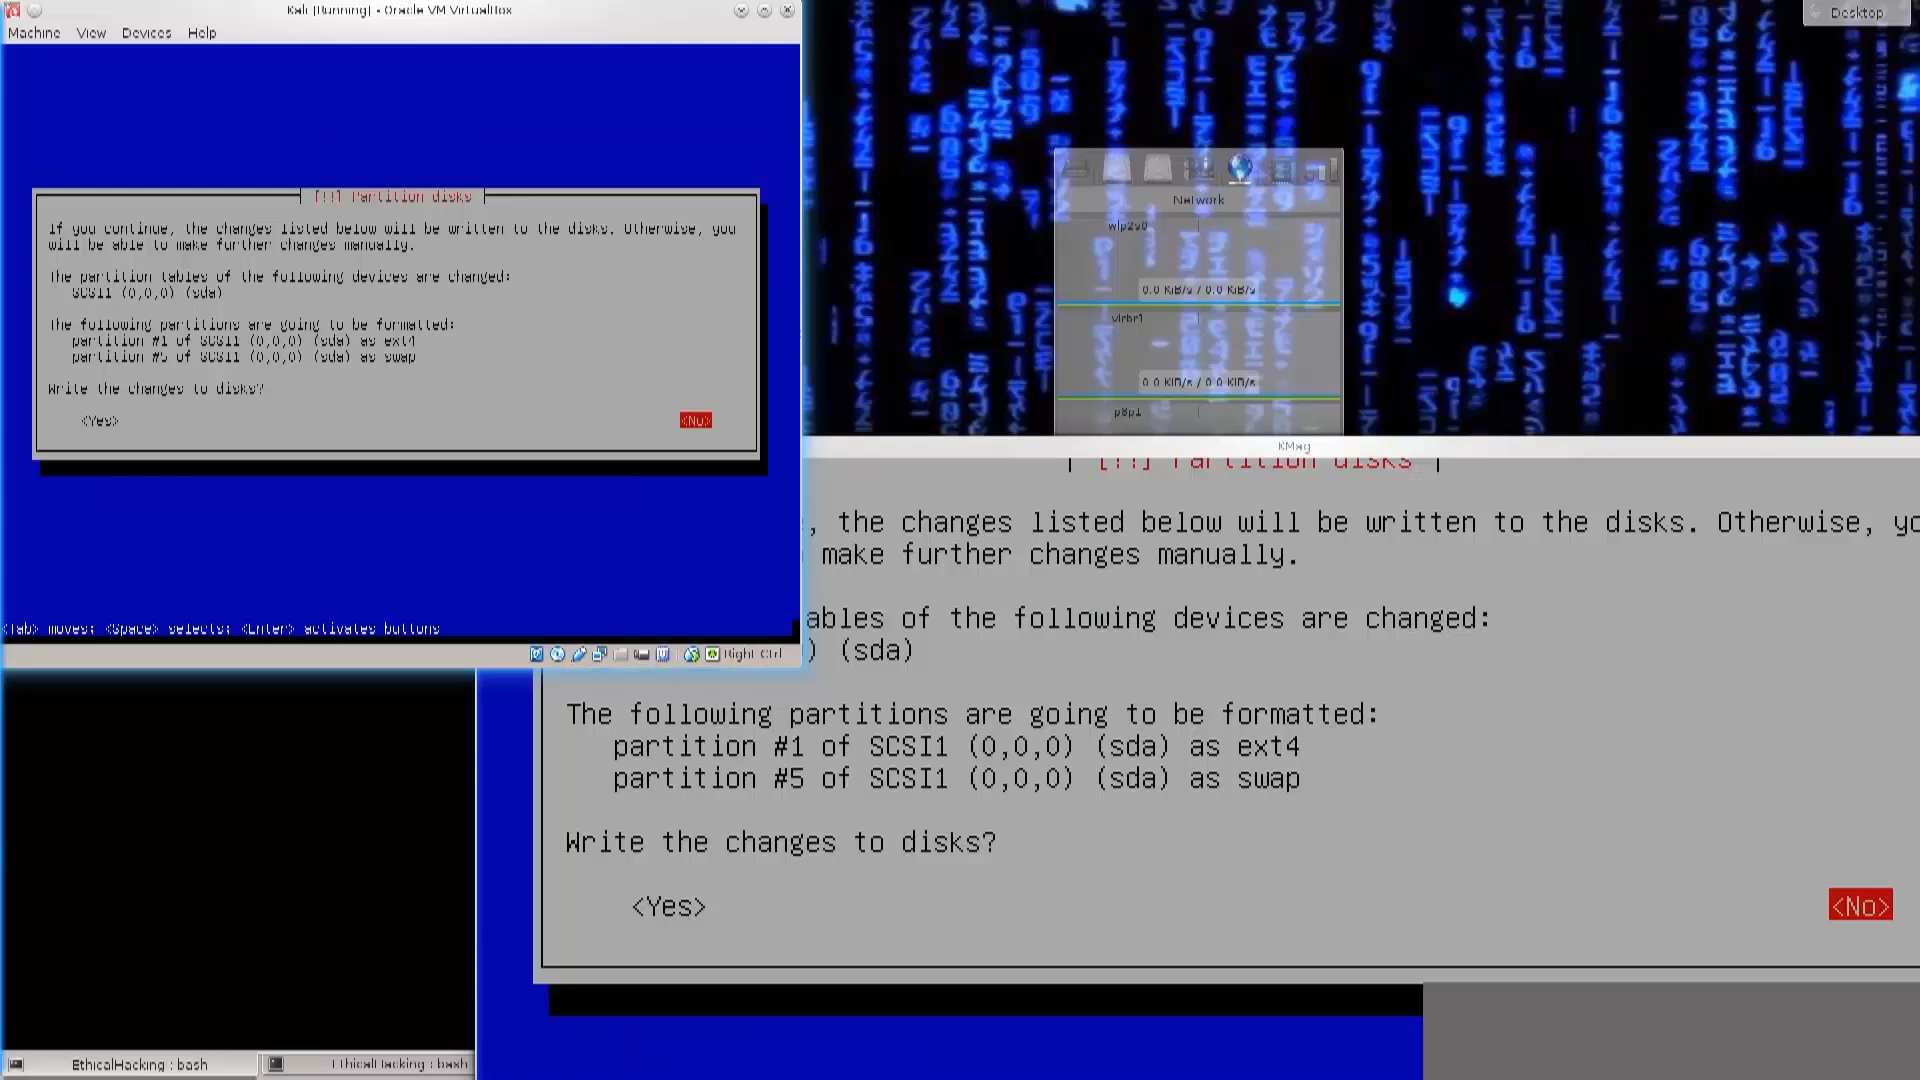 Kali [Running] - Oracle VM VirtualBox
Machine View Devices Help
[!!] Partition disks
If you continue, the changes listed below will be written to the disks. Otherwise, you
will be able to make further changes manually.
The partition tables of the following devices are changed:
SCSI1 (0,0,0) (sda)
The following partitions are going to be formatted:
partition #1 of SCSI1 (0,0,0) (sda) as ext4
partition #5 of SCSI1 (0,0,0) (sda) as swap
Write the changes to disks?
<Yes> <No>
<Tab> moves; <Space> selects; <Enter> activates buttons
Right Ctrl
Desktop
Network
wlp2s0
0.0 KiB/s / 0.0 KiB/s
virbr1
0.0 KiB/s / 0.0 KiB/s
p8p1
KMag
[!!] Partition disks
, the changes listed below will be written to the disks. Otherwise, yo
make further changes manually.
ables of the following devices are changed:
) (sda)
The following partitions are going to be formatted:
partition #1 of SCSI1 (0,0,0) (sda) as ext4
partition #5 of SCSI1 (0,0,0) (sda) as swap
Write the changes to disks?
<Yes> <No>
EthicalHacking : bash
EthicalHacking : bash